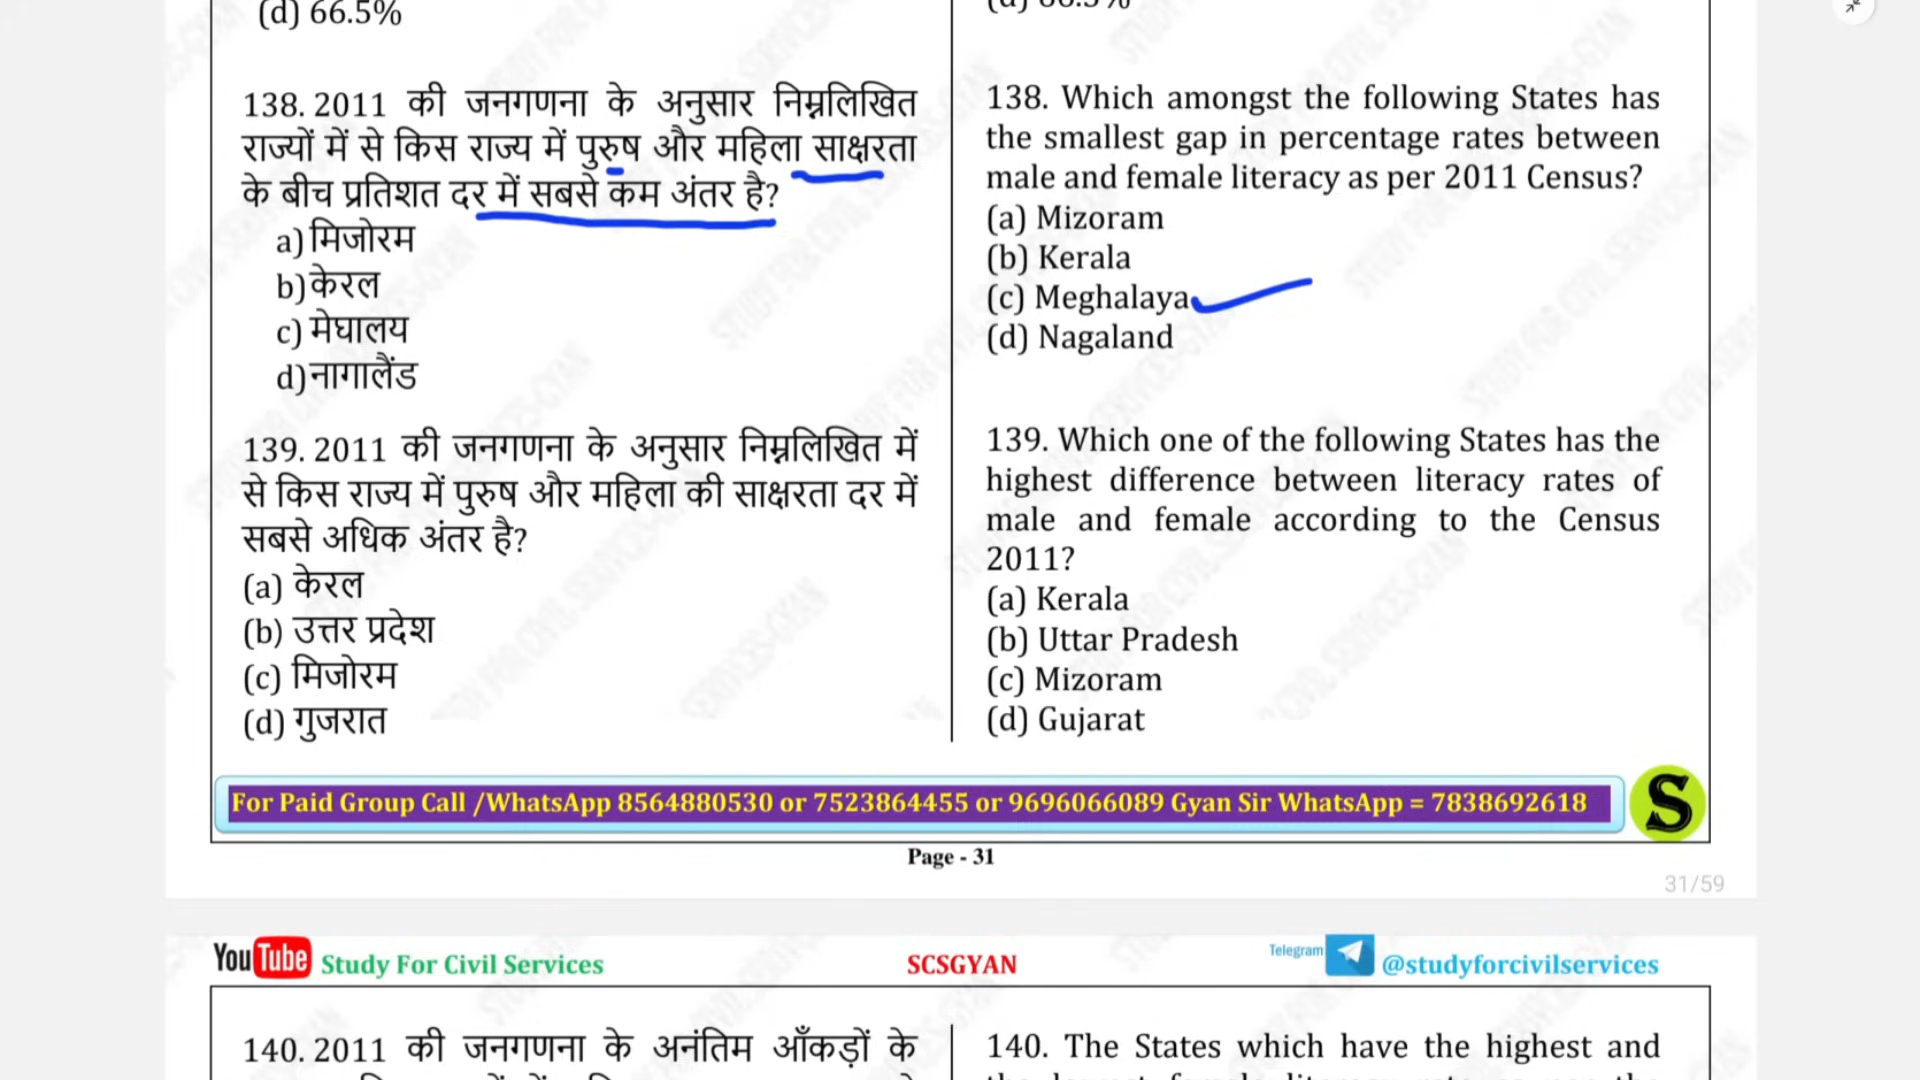 (d) 66.5%
138. 2011 की जनगणना के अनुसार निम्नलिखित
राज्यों में से किस राज्य में पुरुष और महिला साक्षरता
के बीच प्रतिशत दर में सबसे कम अंतर है?
a) मिजोरम
b) केरल
c) मेघालय
d) नागालैंड
139. 2011 की जनगणना के अनुसार निम्नलिखित में
से किस राज्य में पुरुष और महिला की साक्षरता दर में
सबसे अधिक अंतर है?
(a) केरल
(b) उत्तर प्रदेश
(c) मिजोरम
(d) गुजरात
138. Which amongst the following States has
the smallest gap in percentage rates between
male and female literacy as per 2011 Census?
(a) Mizoram
(b) Kerala
(c) Meghalaya
(d) Nagaland
139. Which one of the following States has the
highest difference between literacy rates of
male and female according to the Census
2011?
(a) Kerala
(b) Uttar Pradesh
(c) Mizoram
(d) Gujarat
For Paid Group Call /WhatsApp 8564880530 or 7523864455 or 9696066089 Gyan Sir WhatsApp = 7838692618
S
Page - 31
31/59
YouTube Study For Civil Services
SCSGYAN
Telegram @studyforcivilservices
140. 2011 की जनगणना के अनंतिम आँकड़ों के
140. The States which have the highest and